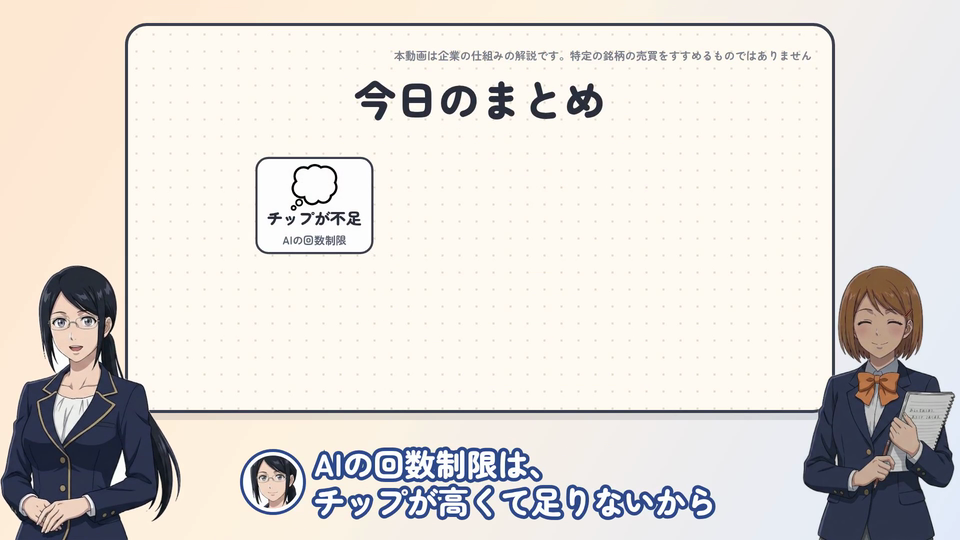 本動画は企業の仕組みの解説です。特定の銘柄の売買をすすめるものではありません
今日のまとめ
チップが不足
AIの回数制限
AIの回数制限は、
チップが高くて足りないから